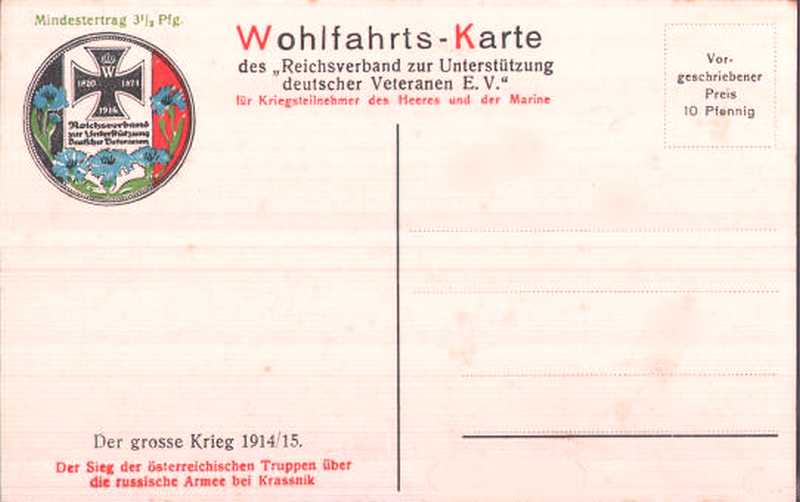 Mindestertrag 3¹/₂ Pfg.
Wohlfahrts-Karte
des „Reichsverband zur Unterstützung
deutscher Veteranen E. V.“
für Kriegsteilnehmer des Heeres und der Marine
Vor-
geschriebener
Preis
10 Pfennig
W
1820 1871
1914
Reichsverband
zur Unterstützung
Deutscher Veteranen
Der grosse Krieg 1914/15.
Der Sieg der österreichischen Truppen über
die russische Armee bei Krassnik